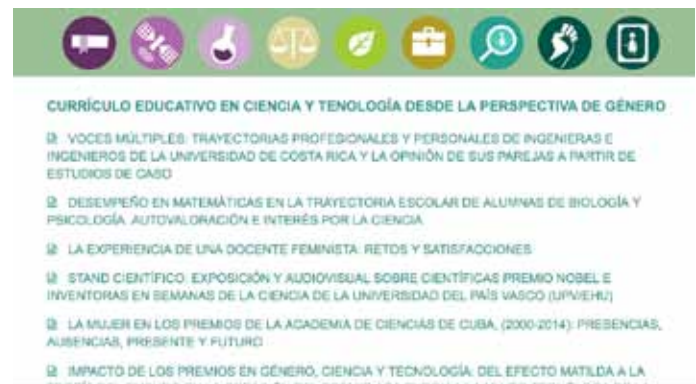 CURRÍCULO EDUCATIVO EN CIENCIA Y TENOLOGÍA DESDE LA PERSPECTIVA DE GÉNERO
VOCES MÚLTIPLES: TRAYECTORIAS PROFESIONALES Y PERSONALES DE INGENIERAS E
INGENIEROS DE LA UNIVERSIDAD DE COSTA RICA Y LA OPINIÓN DE SUS PAREJAS A PARTIR DE
ESTUDIOS DE CASO
DESEMPEÑO EN MATEMÁTICAS EN LA TRAYECTORIA ESCOLAR DE ALUMNAS DE BIOLOGÍA Y
PSICOLOGÍA. AUTOVALORACIÓN E INTERÉS POR LA CIENCIA
LA EXPERIENCIA DE UNA DOCENTE FEMINISTA: RETOS Y SATISFACCIONES
STAND CIENTÍFICO: EXPOSICIÓN Y AUDIOVISUAL SOBRE CIENTÍFICAS PREMIO NOBEL E
INVENTORAS EN SEMANAS DE LA CIENCIA DE LA UNIVERSIDAD DEL PAÍS VASCO (UPV/EHU)
LA MUJER EN LOS PREMIOS DE LA ACADEMIA DE CIENCIAS DE CUBA, (2000-2014): PRESENCIAS,
AUSENCIAS, PRESENTE Y FUTURO
IMPACTO DE LOS PREMIOS EN GÉNERO, CIENCIA Y TECNOLOGÍA: DEL EFECTO MATILDA A LA